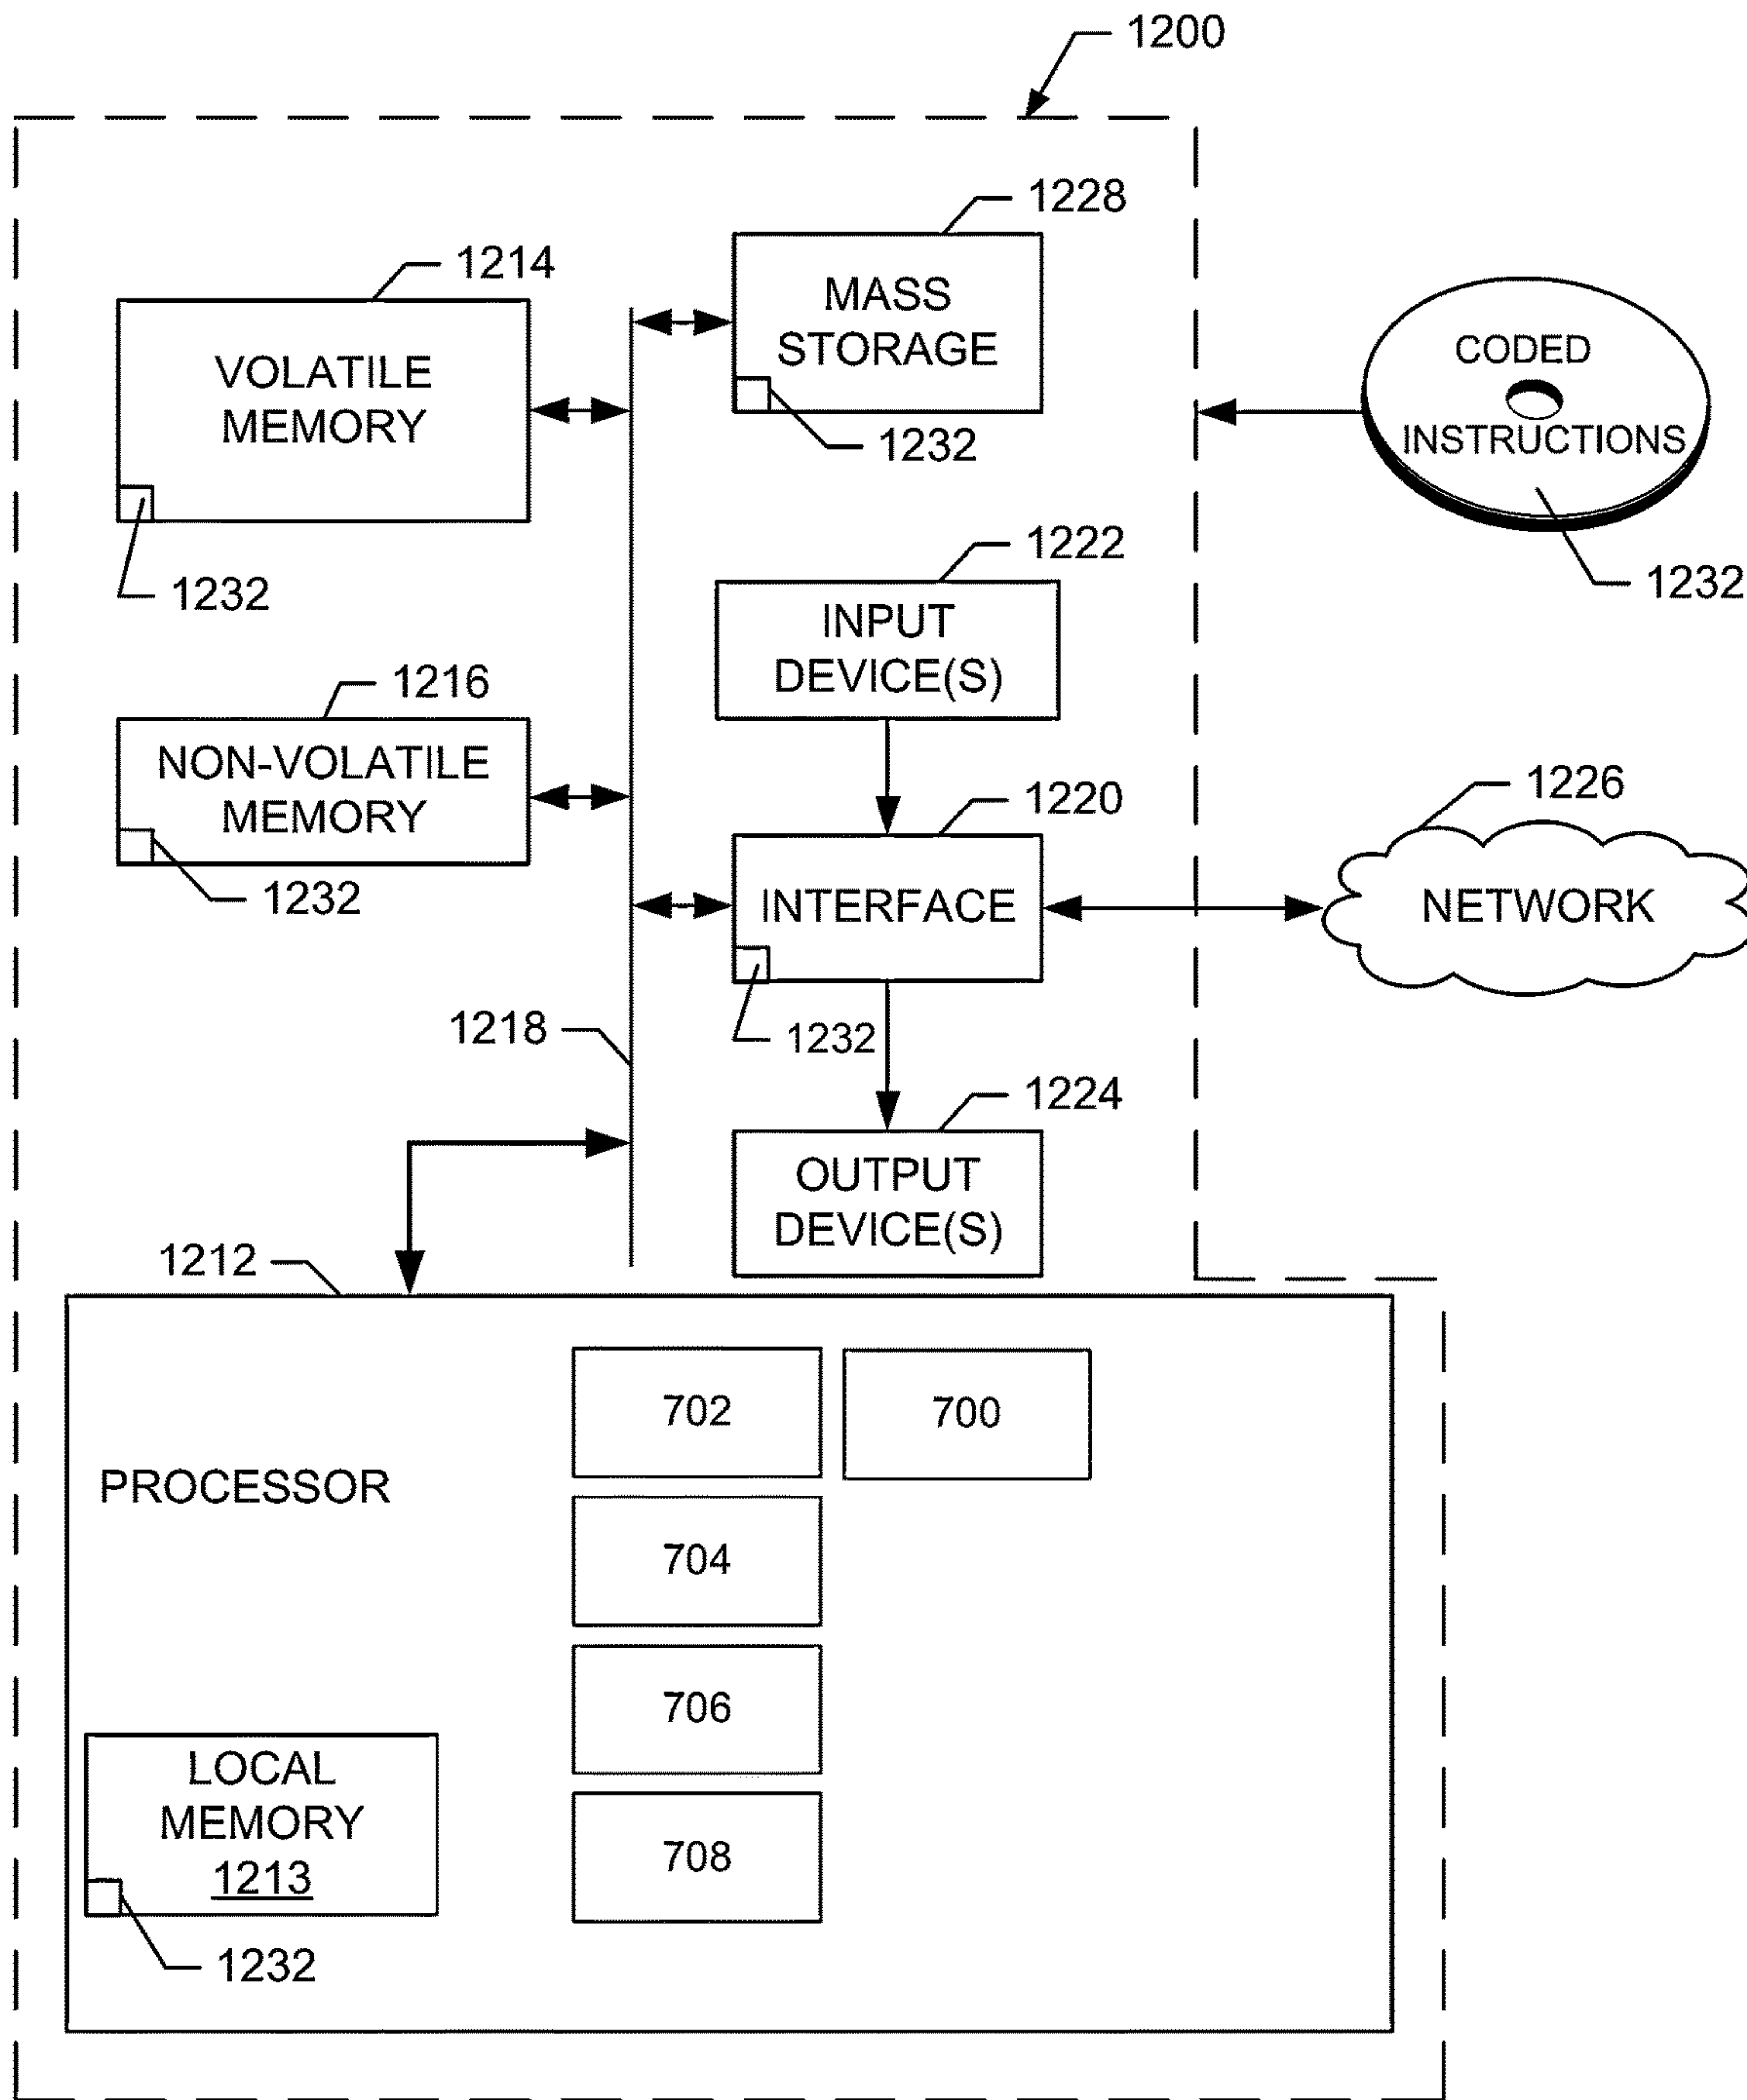 1200
1228
MASS
STORAGE
1232
1214
VOLATILE
MEMORY
1232
CODED
INSTRUCTIONS
1232
1222
INPUT
DEVICE(S)
1216
NON-VOLATILE
MEMORY
1232
1220
INTERFACE
1232
1226
NETWORK
1218
1224
OUTPUT
DEVICE(S)
1212
PROCESSOR
702
700
704
706
708
LOCAL
MEMORY
1213
1232